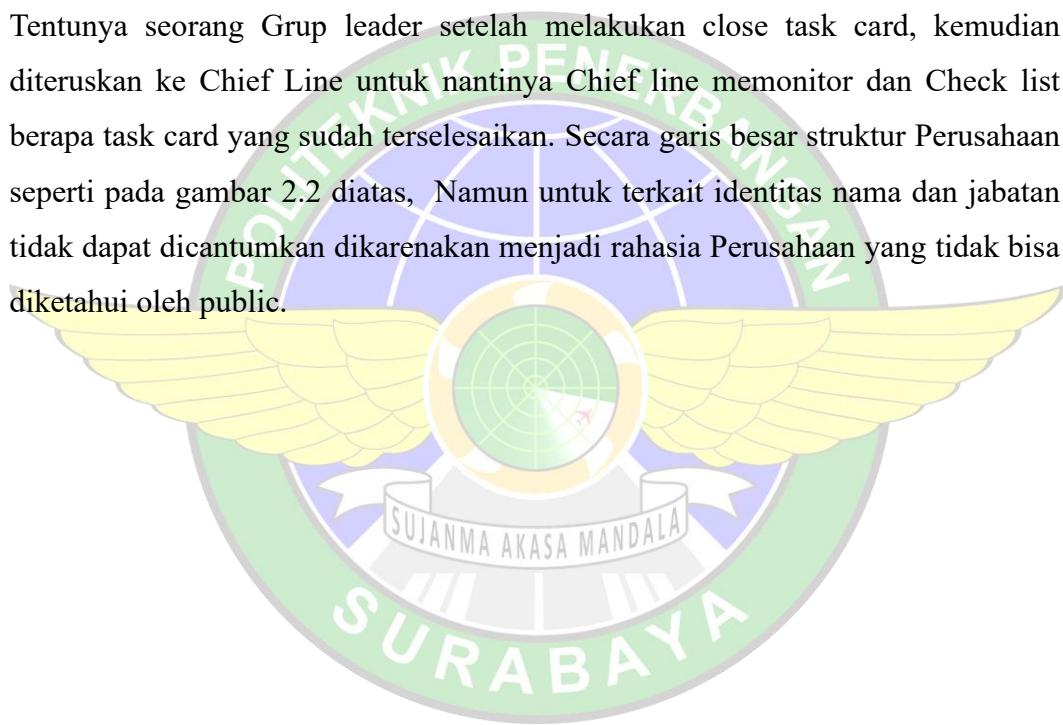 Tentunya seorang Grup leader setelah melakukan close task card, kemudian
diteruskan ke Chief Line untuk nantinya Chief line memonitor dan Check list
berapa task card yang sudah terselesaikan. Secara garis besar struktur Perusahaan
seperti pada gambar 2.2 diatas,  Namun untuk terkait identitas nama dan jabatan
tidak dapat dicantumkan dikarenakan menjadi rahasia Perusahaan yang tidak bisa
diketahui oleh public.
POLITEKNIK PENERBANGAN
SUJANMA AKASA MANDALA
SURABAYA